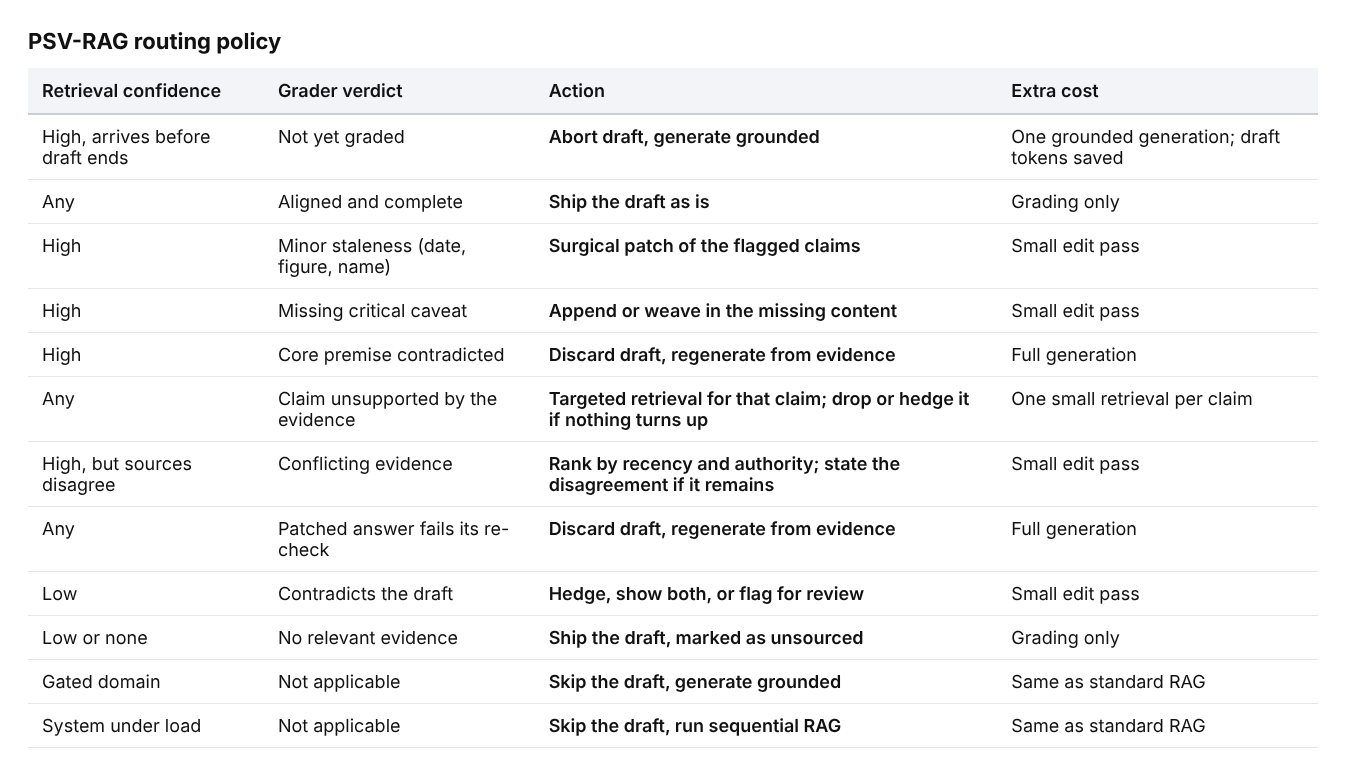 PSV-RAG routing policy
Retrieval confidence Grader verdict Action Extra cost
High, arrives before Not yet graded Abort draft, generate grounded One grounded generation; draft
draft ends tokens saved
Any Aligned and complete Ship the draft as is Grading only
High Minor staleness (date, Surgical patch of the flagged claims Small edit pass
figure, name)
High Missing critical caveat Append or weave in the missing content Small edit pass
High Core premise contradicted Discard draft, regenerate from evidence Full generation
Any Claim unsupported by the Targeted retrieval for that claim; drop or hedge it One small retrieval per claim
evidence if nothing turns up
High, but sources Conflicting evidence Rank by recency and authority; state the Small edit pass
disagree disagreement if it remains
Any Patched answer fails its re- Discard draft, regenerate from evidence Full generation
check
Low Contradicts the draft Hedge, show both, or flag for review Small edit pass
Low or none No relevant evidence Ship the draft, marked as unsourced Grading only
Gated domain Not applicable Skip the draft, generate grounded Same as standard RAG
System under load Not applicable Skip the draft, run sequential RAG Same as standard RAG